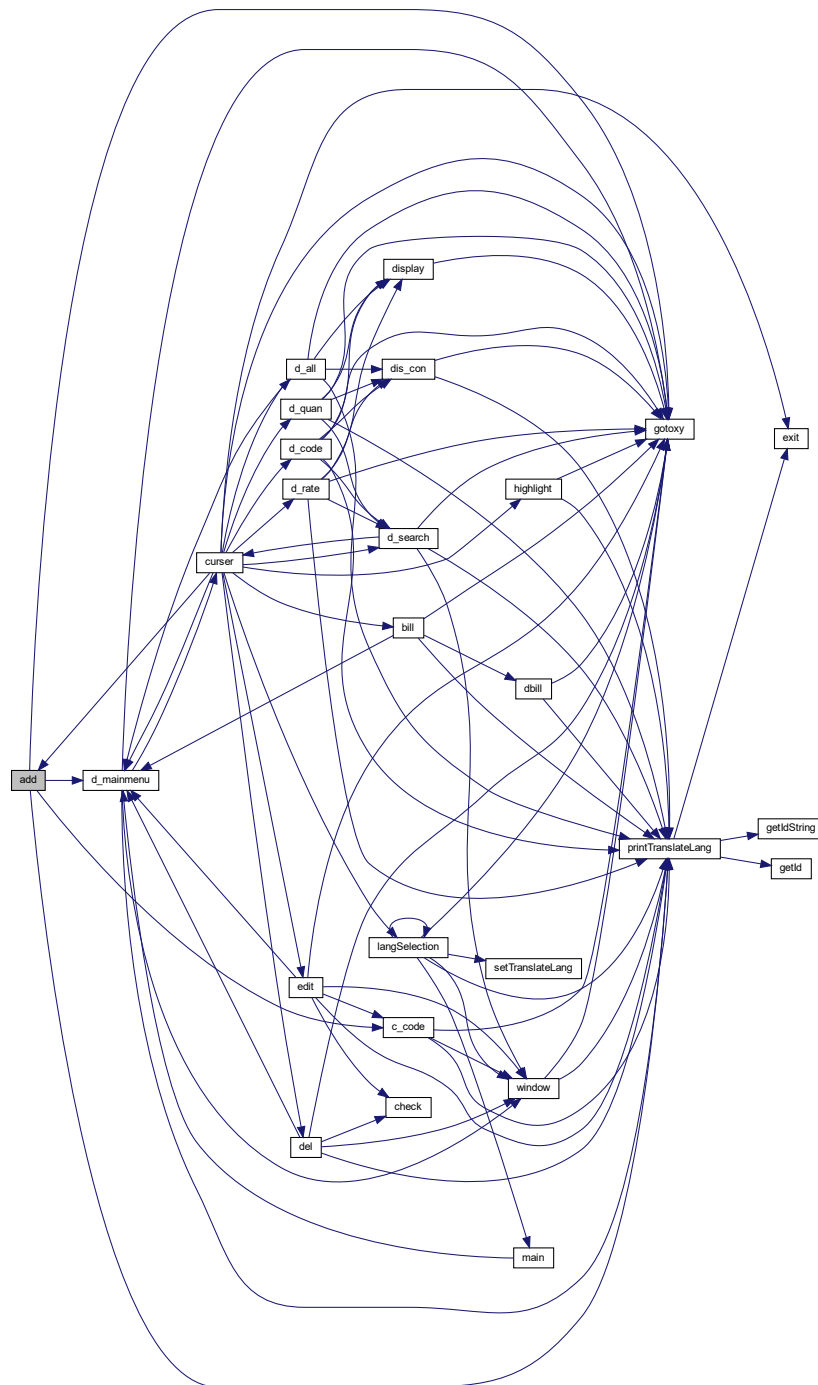 display
d_all
dis_con
d_quan
gotoxy
exit
d_code
d_rate
highlight
d_search
curser
bill
dbill
add
d_mainmenu
getIdString
printTranslateLang
getId
langSelection
setTranslateLang
edit
c_code
window
check
del
main